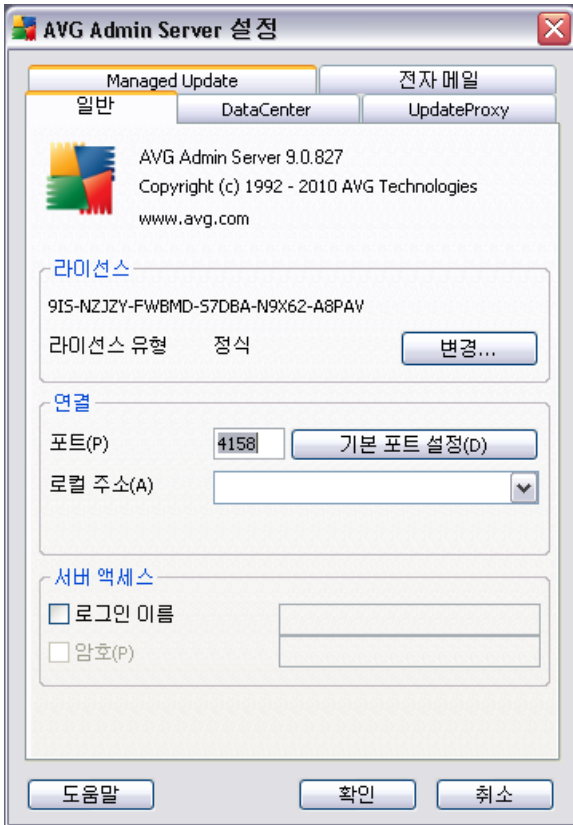 AVG Admin Server 설정
Managed Update
전자 메일
일반
DataCenter
UpdateProxy
AVG Admin Server 9.0.827
Copyright (c) 1992 - 2010 AVG Technologies
www.avg.com
라이선스
9IS-NZJZY-FWBMD-S7DBA-N9X62-A8PAV
라이선스 유형 정식
변경...
연결
포트(P) 4158 기본 포트 설정(D)
로컬 주소(A)
서버 액세스
로그인 이름
암호(P)
도움말
확인
취소